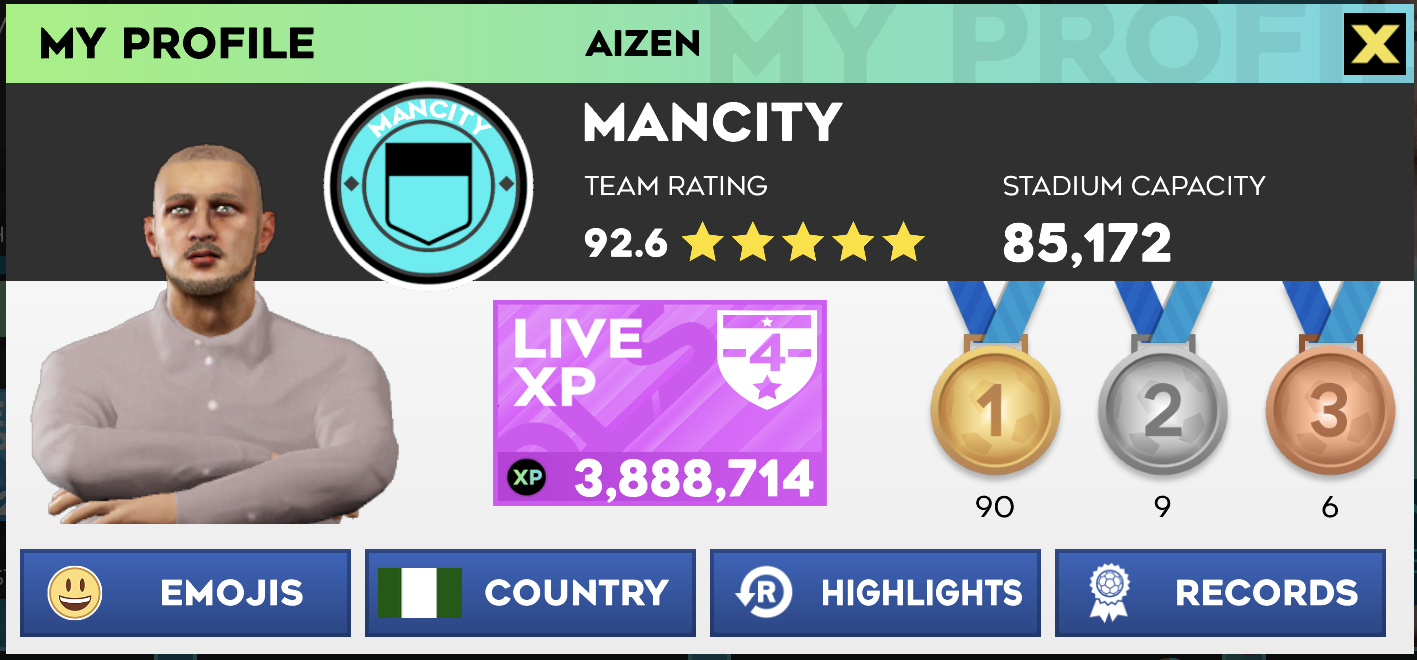 MY PROFILE
AIZEN
MY PROFI
X
MANCITY
MANCITY
TEAM RATING
92.6
STADIUM CAPACITY
85,172
LIVE
XP
4
XP
3,888,714
1
2
3
90
9
6
EMOJIS
COUNTRY
R
HIGHLIGHTS
RECORDS